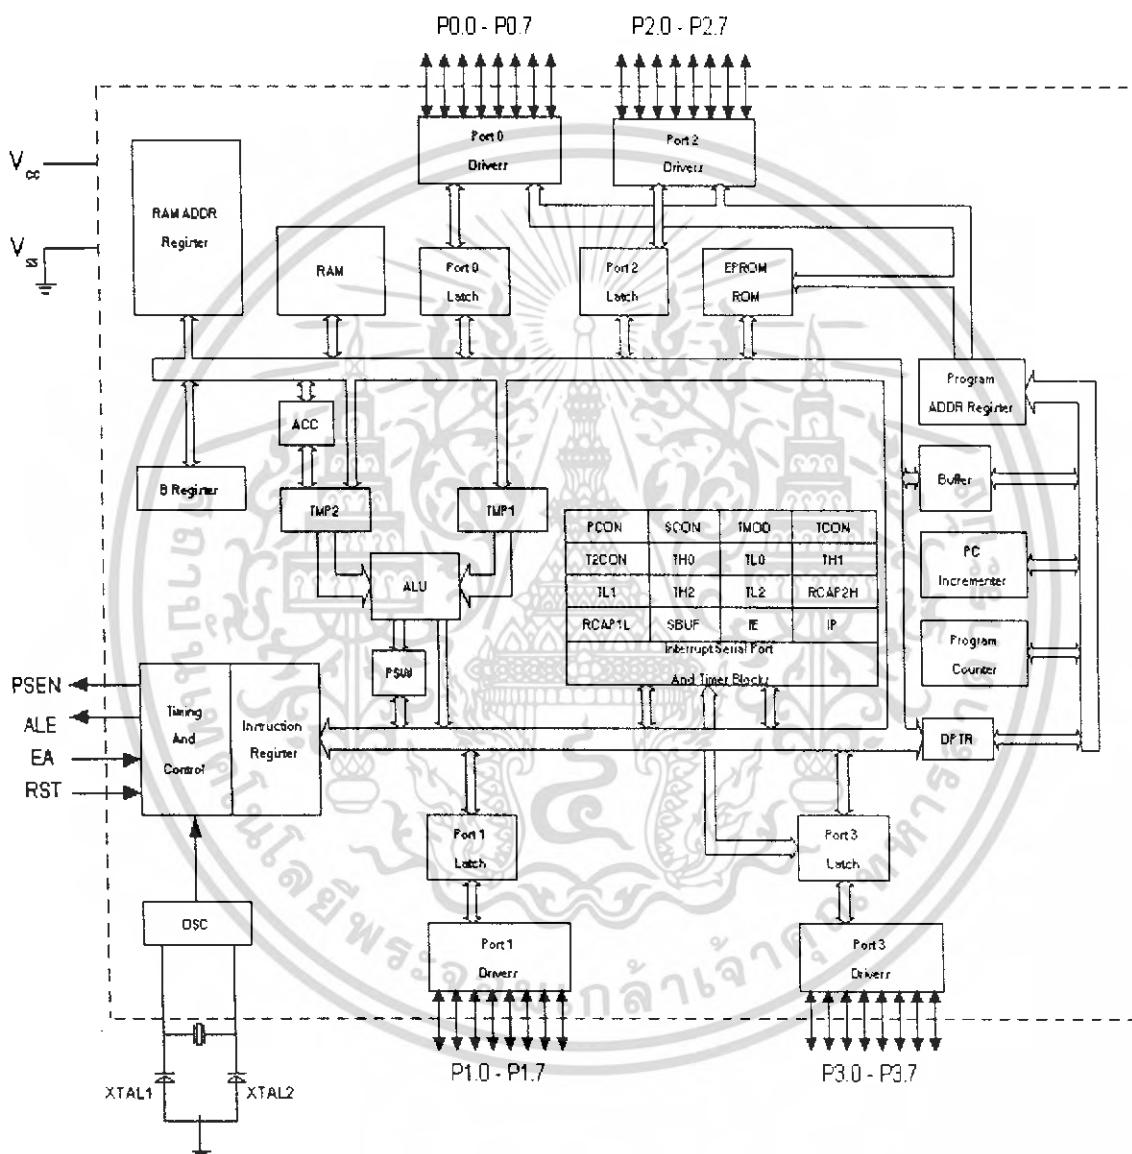 P0.0 - P0.7
P2.0 - P2.7
Port 0
Drivers
Port 2
Drivers
Vcc
Vss
RAM ADDR
Register
RAM
Port 0
Latch
Port 2
Latch
EPROM
ROM
Program
ADDR Register
ACC
B Register
TMP2
TMP1
Buffer
ALU
PCON SCON TMOD TCON
T2CON TH0 TL0 TH1
TL1 TH2 TL2 RCAP2H
RCAP1L SBUF IE IP
Interrupt Serial Port
And Timer Blocks
PC
Incrementer
Program
Counter
PSW
PSEN
ALE
EA
RST
Timing
And
Control
Instruction
Register
DPTR
Port 1
Latch
Port 3
Latch
OSC
Port 1
Drivers
Port 3
Drivers
XTAL1
XTAL2
P1.0 - P1.7
P3.0 - P3.7